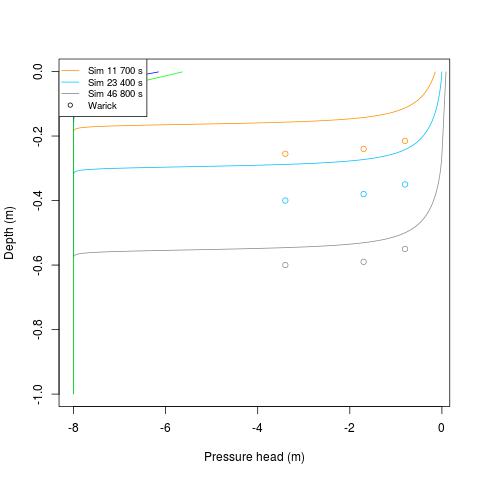 Sim 11 700 s
Sim 23 400 s
Sim 46 800 s
Warick
0.0
-0.2
-0.4
-0.6
-0.8
-1.0
Depth (m)
-8 -6 -4 -2 0
Pressure head (m)